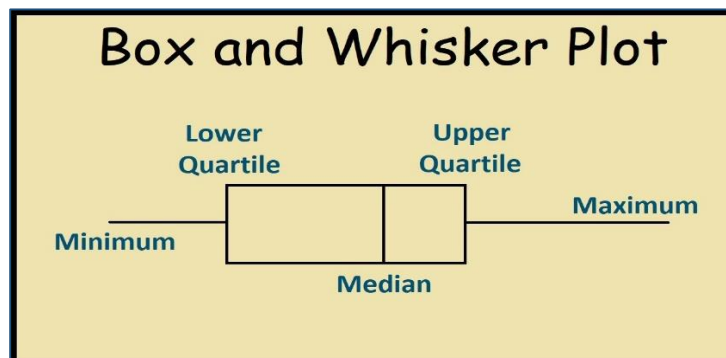 Box and Whisker Plot
Lower
Quartile
Upper
Quartile
Minimum
Maximum
Median